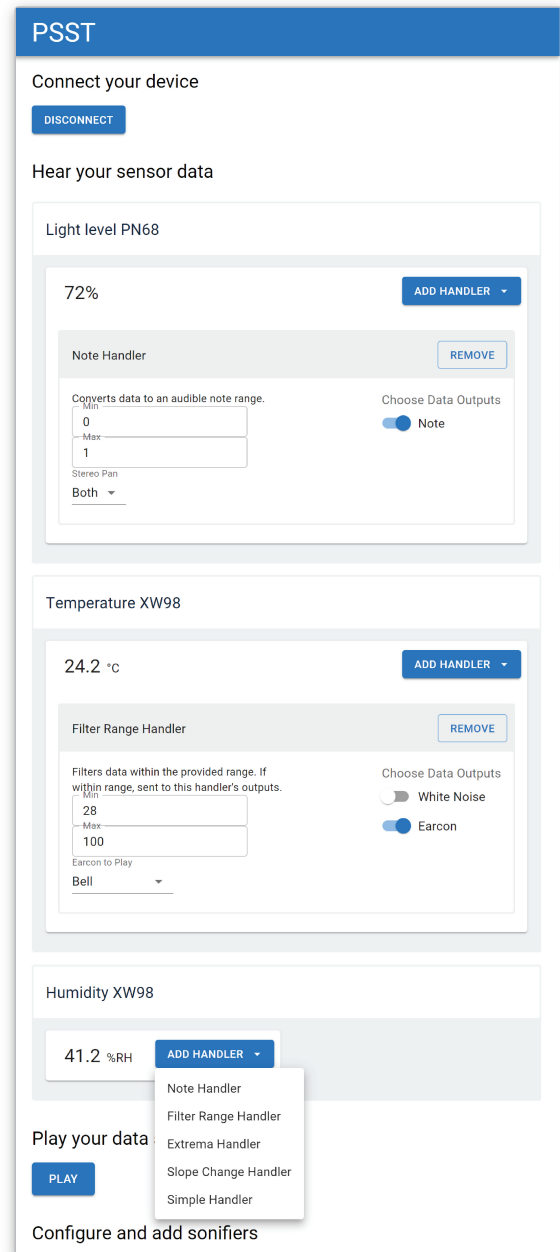 PSST
Connect your device
DISCONNECT
Hear your sensor data
Light level PN68
72%
ADD HANDLER
Note Handler
REMOVE
Converts data to an audible note range.
Choose Data Outputs
Min
0
Note
Max
1
Stereo Pan
Both
Temperature XW98
24.2 °C
ADD HANDLER
Filter Range Handler
REMOVE
Filters data within the provided range. If
within range, sent to this handler's outputs.
Choose Data Outputs
Min
28
White Noise
Max
100
Earcon
Earcon to Play
Bell
Humidity XW98
41.2 %RH
ADD HANDLER
Note Handler
Filter Range Handler
Extrema Handler
Slope Change Handler
Simple Handler
Play your data
PLAY
Configure and add sonifiers